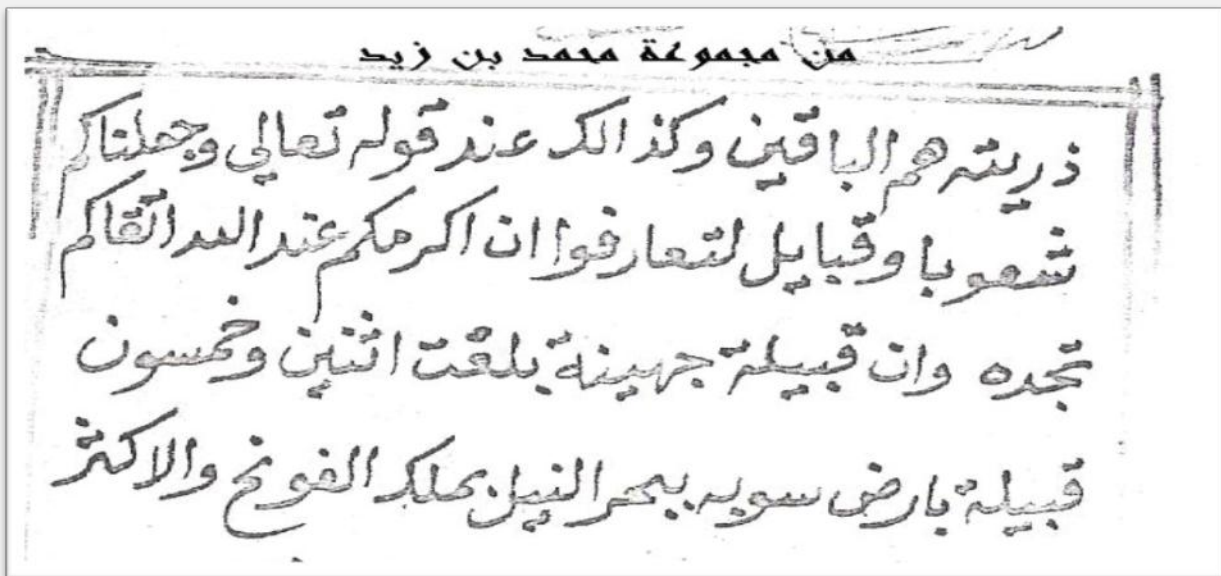 من مجموعة محمد بن زيد
ذريته هم الباقين وكذالك عند قوله تعالي وجعلناكم
شعوبا وقبايل لتعارفوا ان اكرمكم عند الله اتقاكم
تجده وان قبيلة جهينة بلغت اثنين وخمسون
قبيلة بارض سوبه ببحر النيل بملك الفونج والاكثر